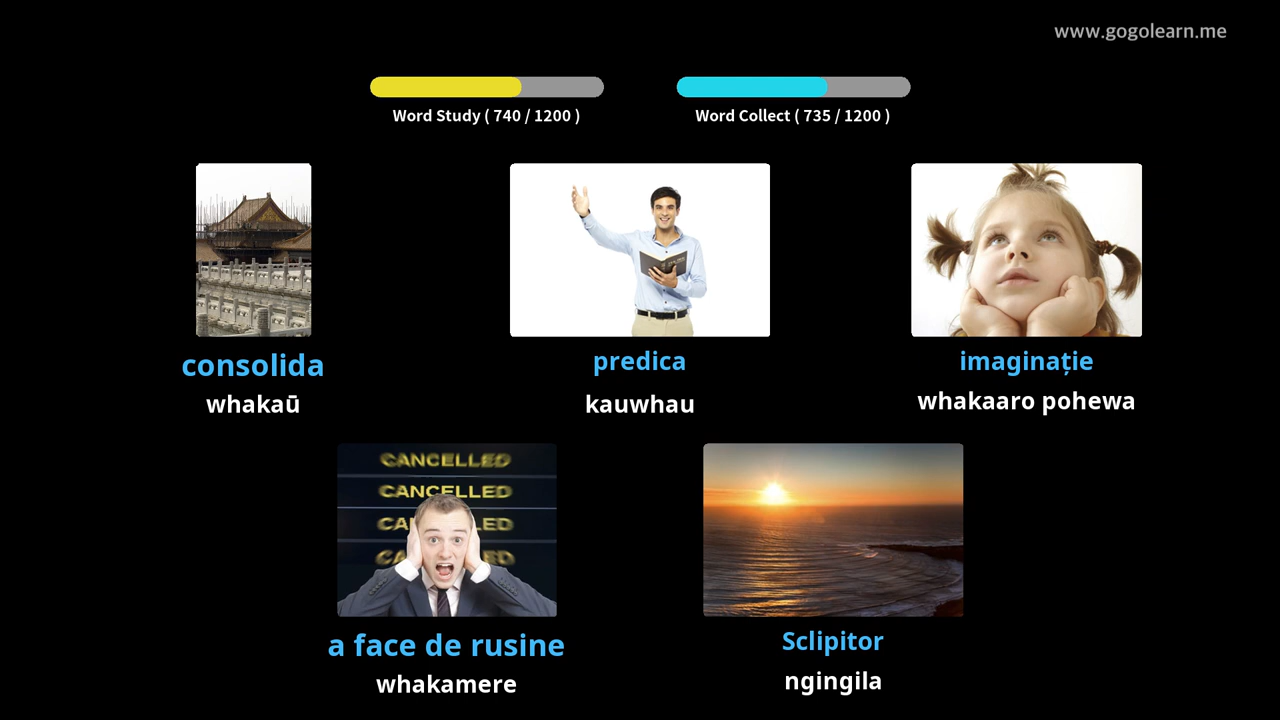 www.gogolearn.me
Word Study ( 740 / 1200 )
Word Collect ( 735 / 1200 )
consolida
whakaū
predica
kauwhau
imaginație
whakaaro pohewa
CANCELLED
CANCELLED
a face de rusine
whakamere
Sclipitor
ngingila